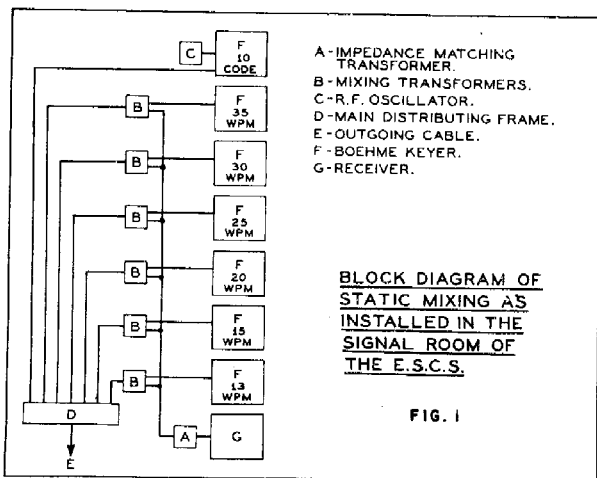 C
F
10
CODE
B
F
35
WPM
B
F
30
WPM
B
F
25
WPM
B
F
20
WPM
B
F
15
WPM
B
F
13
WPM
D
A
G
E
A-IMPEDANCE MATCHING
TRANSFORMER.
B-MIXING TRANSFORMERS.
C-R.F. OSCILLATOR.
D-MAIN DISTRIBUTING FRAME.
E-OUTGOING CABLE.
F-BOEHME KEYER.
G-RECEIVER.
BLOCK DIAGRAM OF
STATIC MIXING AS
INSTALLED IN THE
SIGNAL ROOM OF
THE E.S.C.S.
FIG. 1